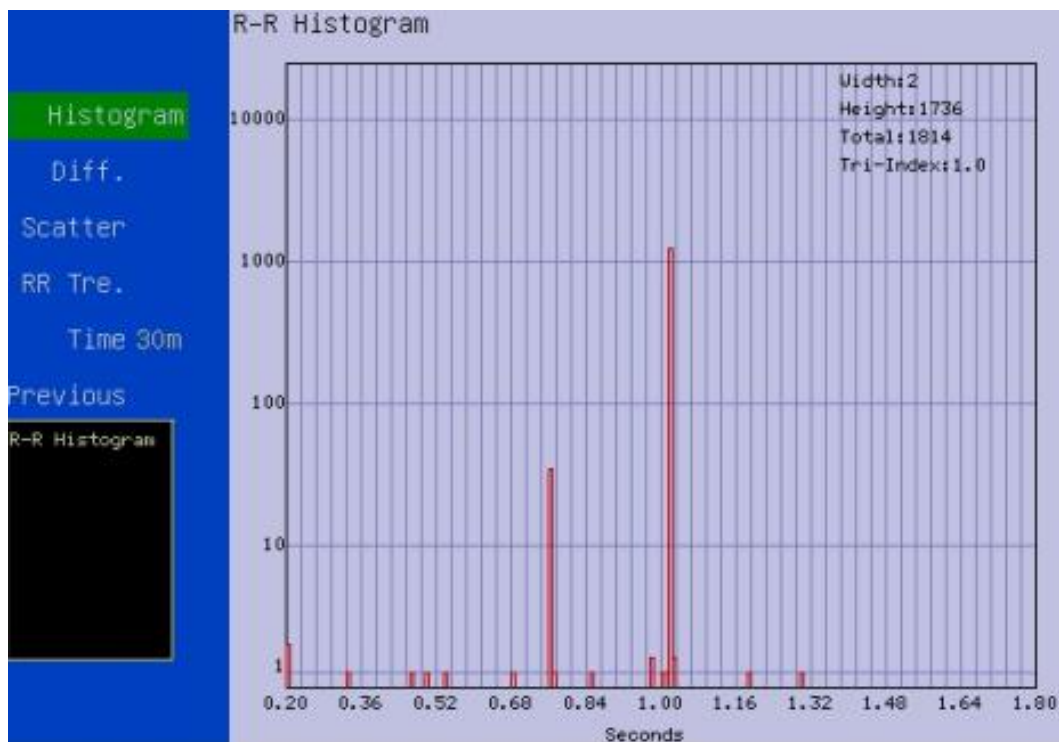 R-R Histogram
Histogram
Diff.
Scatter
RR Tre.
Time 30m
Previous
R-R Histogram
Width:2
Height:1736
Total:1814
Tri-Index:1.0
10000
1000
100
10
1
0.20 0.36 0.52 0.68 0.84 1.00 1.16 1.32 1.48 1.64 1.80
Seconds